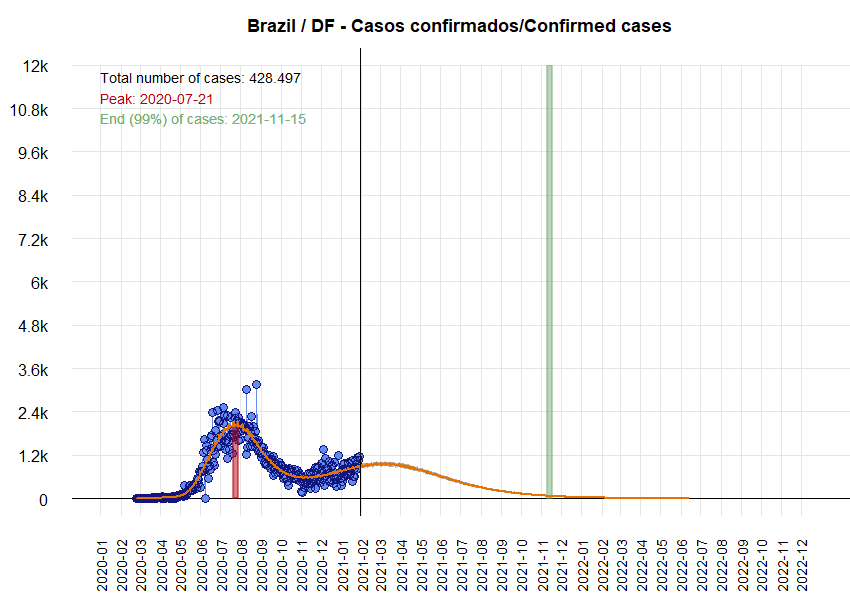 Brazil / DF - Casos confirmados/Confirmed cases
Total number of cases: 428.497
Peak: 2020-07-21
End (99%) of cases: 2021-11-15
12k
10.8k
9.6k
8.4k
7.2k
6k
4.8k
3.6k
2.4k
1.2k
0
2020-01
2020-02
2020-03
2020-04
2020-05
2020-06
2020-07
2020-08
2020-09
2020-10
2020-11
2020-12
2021-01
2021-02
2021-03
2021-04
2021-05
2021-06
2021-07
2021-08
2021-09
2021-10
2021-11
2021-12
2022-01
2022-02
2022-03
2022-04
2022-05
2022-06
2022-07
2022-08
2022-09
2022-10
2022-11
2022-12